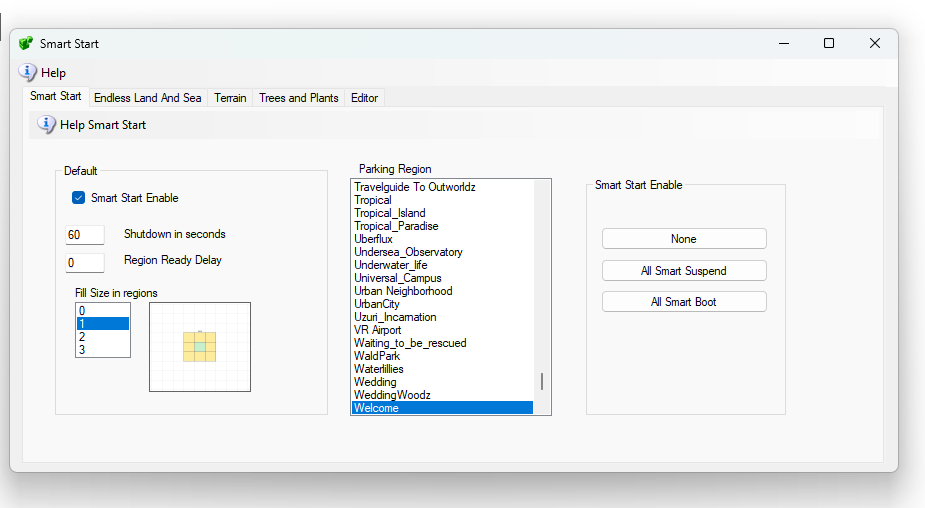 Smart Start
Help
Smart Start
Endless Land And Sea
Terrain
Trees and Plants
Editor
Help Smart Start
Default
Smart Start Enable
60
Shutdown in seconds
0
Region Ready Delay
Fill Size in regions
0
1
2
3
Parking Region
Travelguide To Outworldz
Tropical
Tropical_Island
Tropical_Paradise
Uberflux
Undersea_Observatory
Underwater_life
Universal_Campus
Urban Neighborhood
UrbanCity
Uzuri_Incarnation
VR Airport
Waiting_to_be_rescued
WaldPark
Waterlillies
Wedding
WeddingWoodz
Welcome
Smart Start Enable
None
All Smart Suspend
All Smart Boot